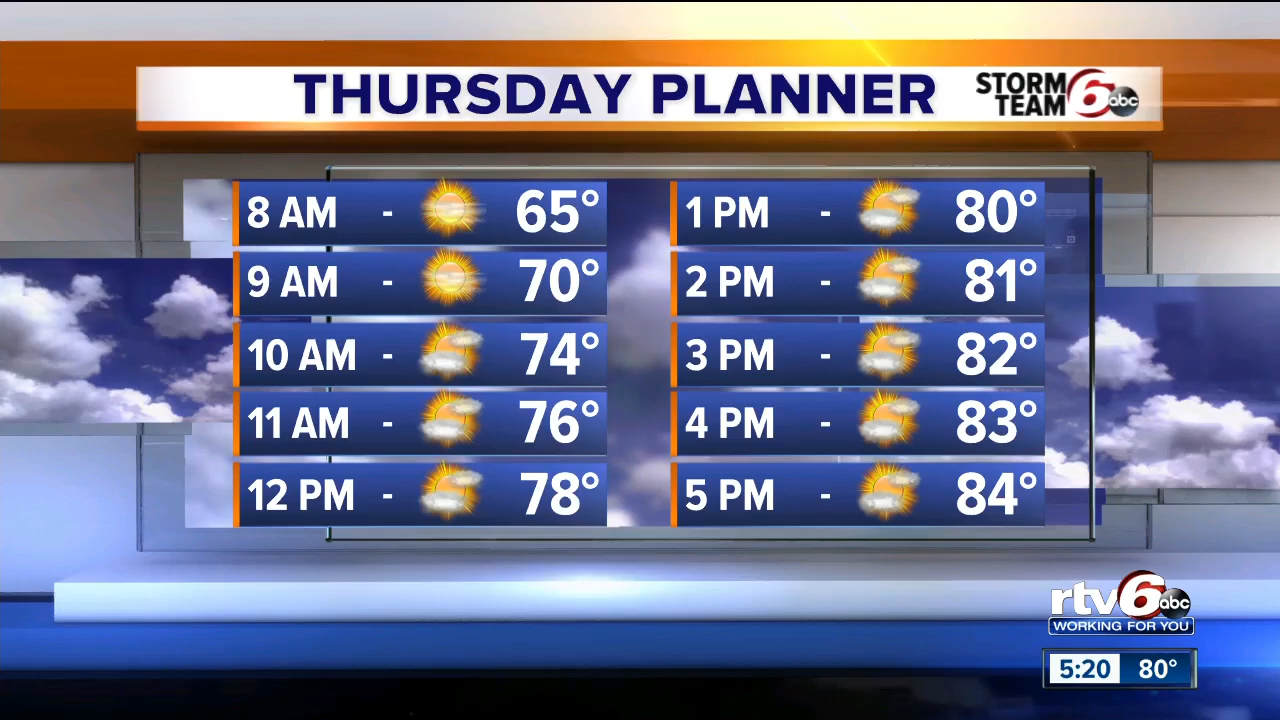 THURSDAY PLANNER
STORM
TEAM 6 abc
8 AM - 65°
9 AM - 70°
10 AM - 74°
11 AM - 76°
12 PM - 78°
1 PM - 80°
2 PM - 81°
3 PM - 82°
4 PM - 83°
5 PM - 84°
rtv6 abc
WORKING FOR YOU
5:20 80°